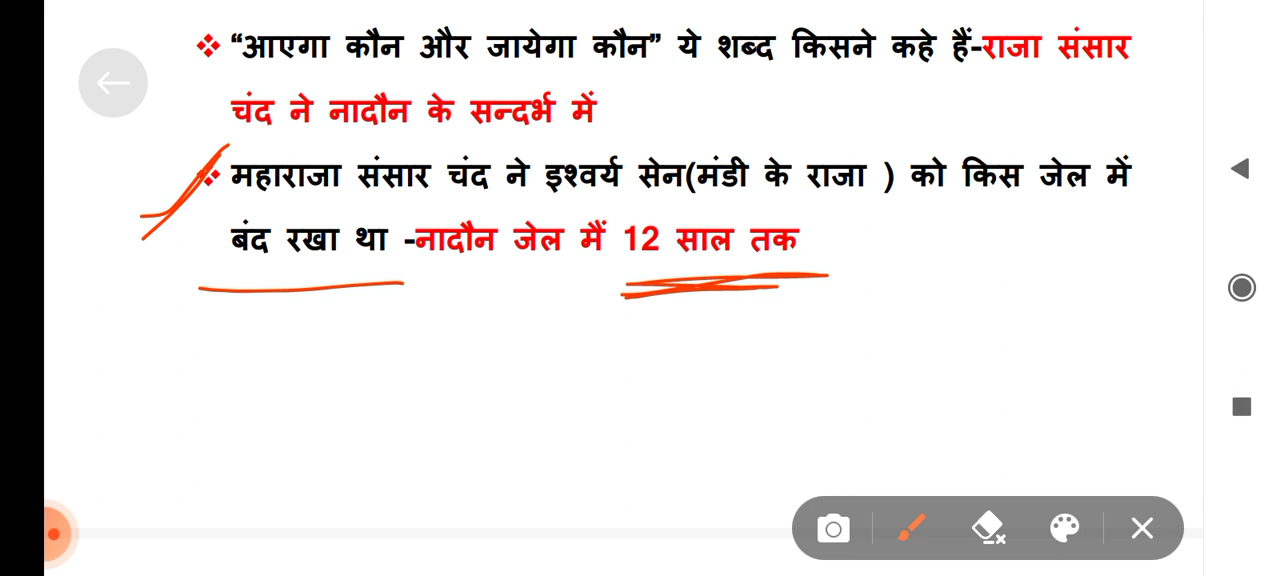 ❖ “आएगा कौन और जायेगा कौन” ये शब्द किसने कहे हैं-राजा संसार
चंद ने नादौन के सन्दर्भ में
❖ महाराजा संसार चंद ने इश्वर्य सेन(मंडी के राजा ) को किस जेल में
बंद रखा था -नादौन जेल मैं 12 साल तक